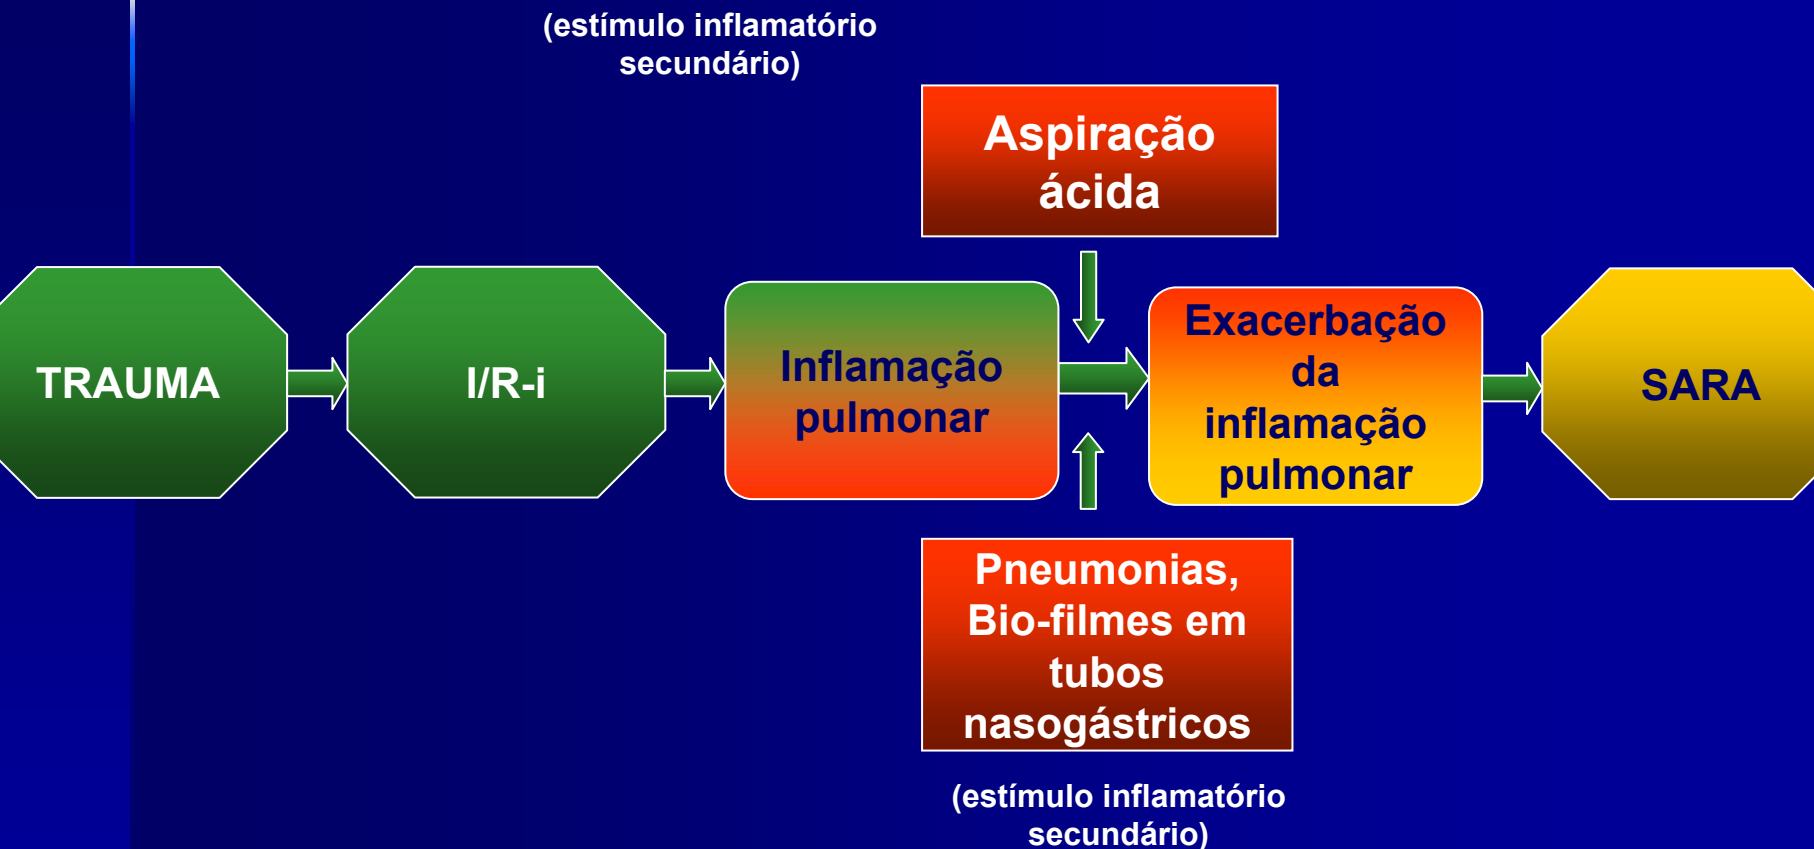 (estímulo inflamatório
secundário)
Aspiração
ácida
TRAUMA
I/R-i
Inflamação
pulmonar
Exacerbação
da
inflamação
pulmonar
SARA
Pneumonias,
Bio-filmes em
tubos
nasogástricos
(estímulo inflamatório
secundário)